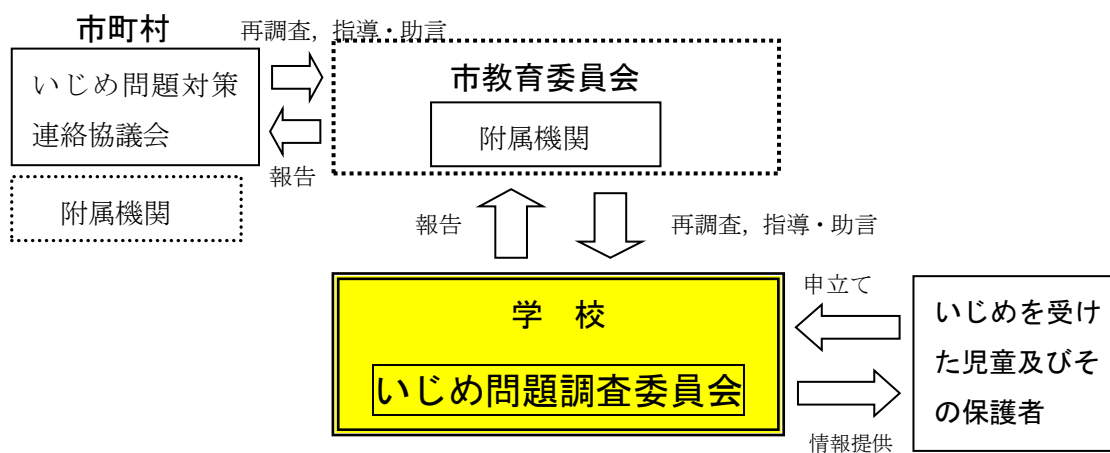 市町村
再調査，指導・助言
いじめ問題対策
連絡協議会
市教育委員会
附属機関
報告
附属機関
報告
再調査，指導・助言
学　校
いじめ問題調査委員会
申立て
情報提供
いじめを受け
た児童及びそ
の保護者